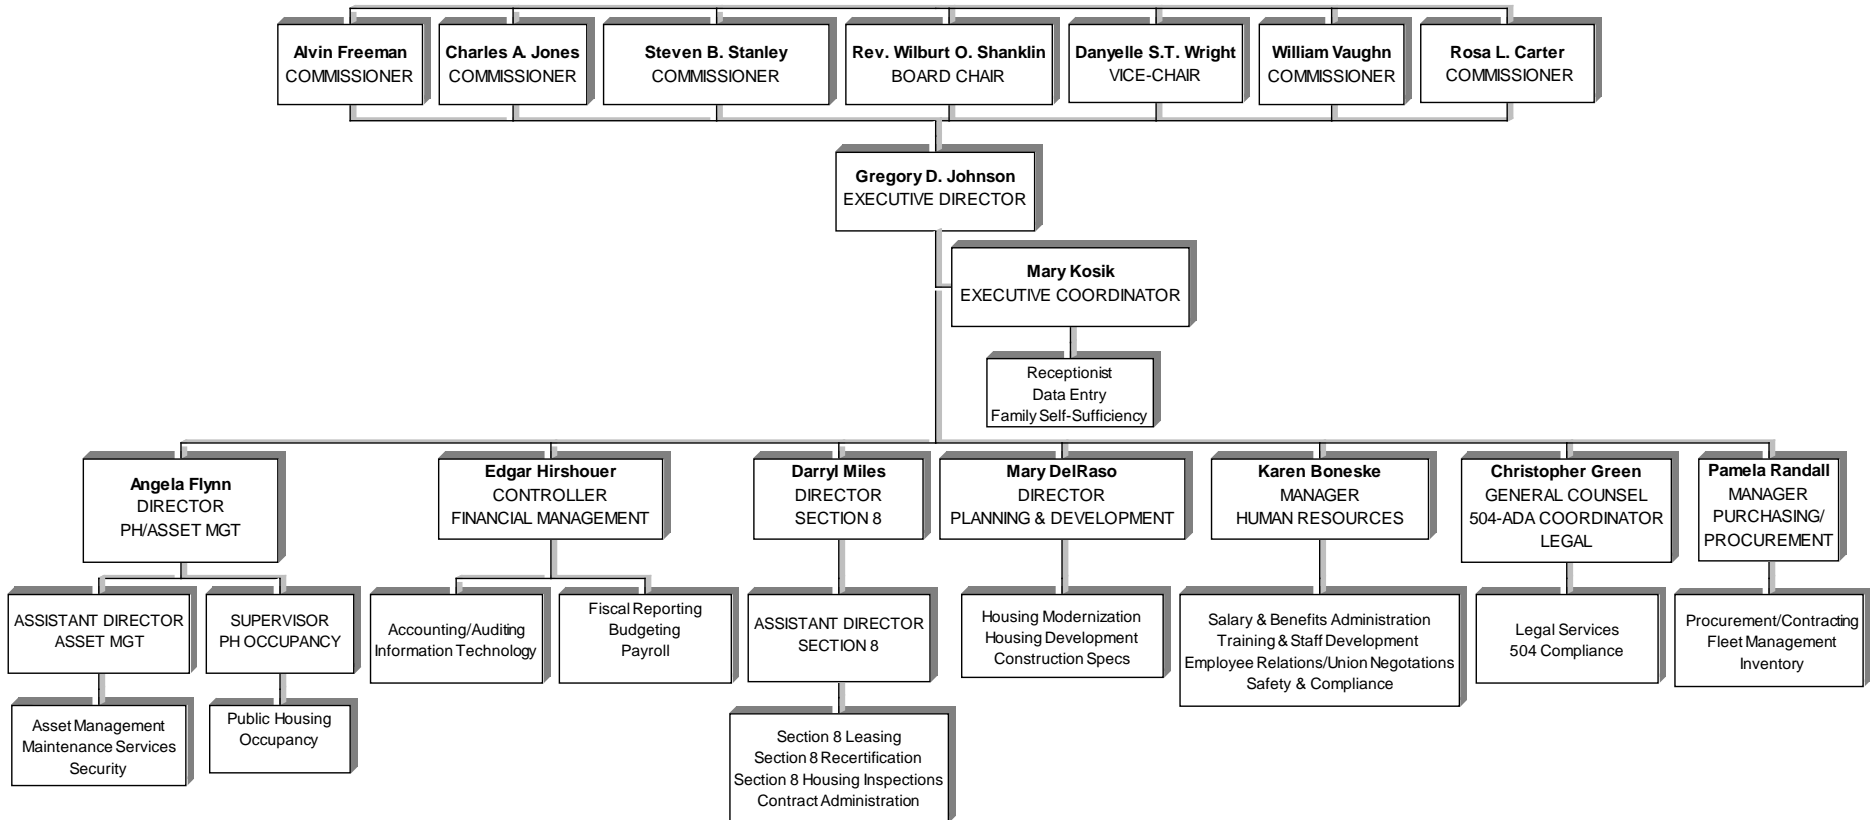 Alvin Freeman
COMMISSIONER
Charles A. Jones
COMMISSIONER
Steven B. Stanley
COMMISSIONER
Rev. Wilburt O. Shanklin
BOARD CHAIR
Danyelle S.T. Wright
VICE-CHAIR
William Vaughn
COMMISSIONER
Rosa L. Carter
COMMISSIONER
Gregory D. Johnson
EXECUTIVE DIRECTOR
Mary Kosik
EXECUTIVE COORDINATOR
Receptionist
Data Entry
Family Self-Sufficiency
Angela Flynn
DIRECTOR
PH/ASSET MGT
Edgar Hirshouer
CONTROLLER
FINANCIAL MANAGEMENT
Darryl Miles
DIRECTOR
SECTION 8
Mary DelRaso
DIRECTOR
PLANNING & DEVELOPMENT
Karen Boneske
MANAGER
HUMAN RESOURCES
Christopher Green
GENERAL COUNSEL
504-ADA COORDINATOR
LEGAL
Pamela Randall
MANAGER
PURCHASING/
PROCUREMENT
ASSISTANT DIRECTOR
ASSET MGT
SUPERVISOR
PH OCCUPANCY
Accounting/Auditing
Information Technology
Fiscal Reporting
Budgeting
Payroll
ASSISTANT DIRECTOR
SECTION 8
Housing Modernization
Housing Development
Construction Specs
Salary & Benefits Administration
Training & Staff Development
Employee Relations/Union Negotations
Safety & Compliance
Legal Services
504 Compliance
Procurement/Contracting
Fleet Management
Inventory
Asset Management
Maintenance Services
Security
Public Housing
Occupancy
Section 8 Leasing
Section 8 Recertification
Section 8 Housing Inspections
Contract Administration